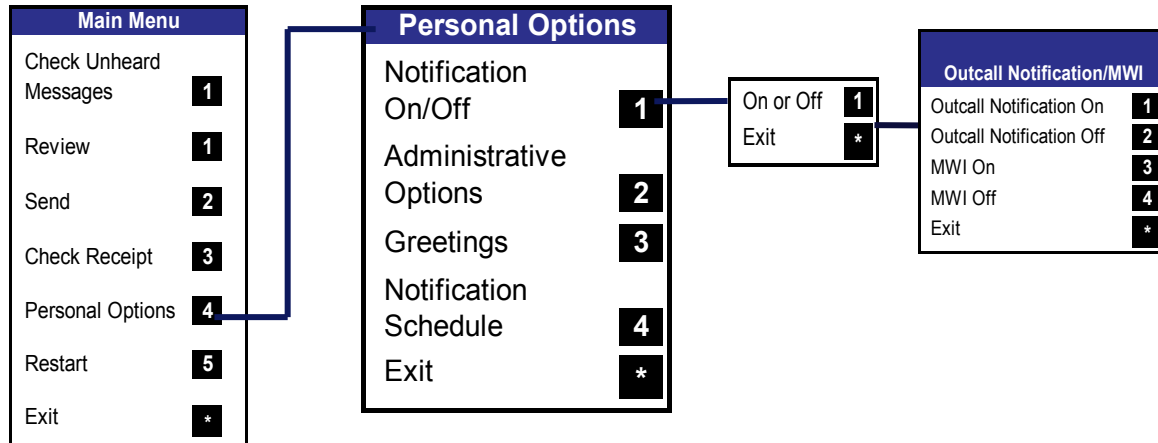 Main Menu
Check Unheard
Messages 1
Review 1
Send 2
Check Receipt 3
Personal Options 4
Restart 5
Exit *
Personal Options
Notification
On/Off 1
Administrative
Options 2
Greetings 3
Notification
Schedule 4
Exit *
On or Off 1
Exit *
Outcall Notification/MWI
Outcall Notification On 1
Outcall Notification Off 2
MWI On 3
MWI Off 4
Exit *